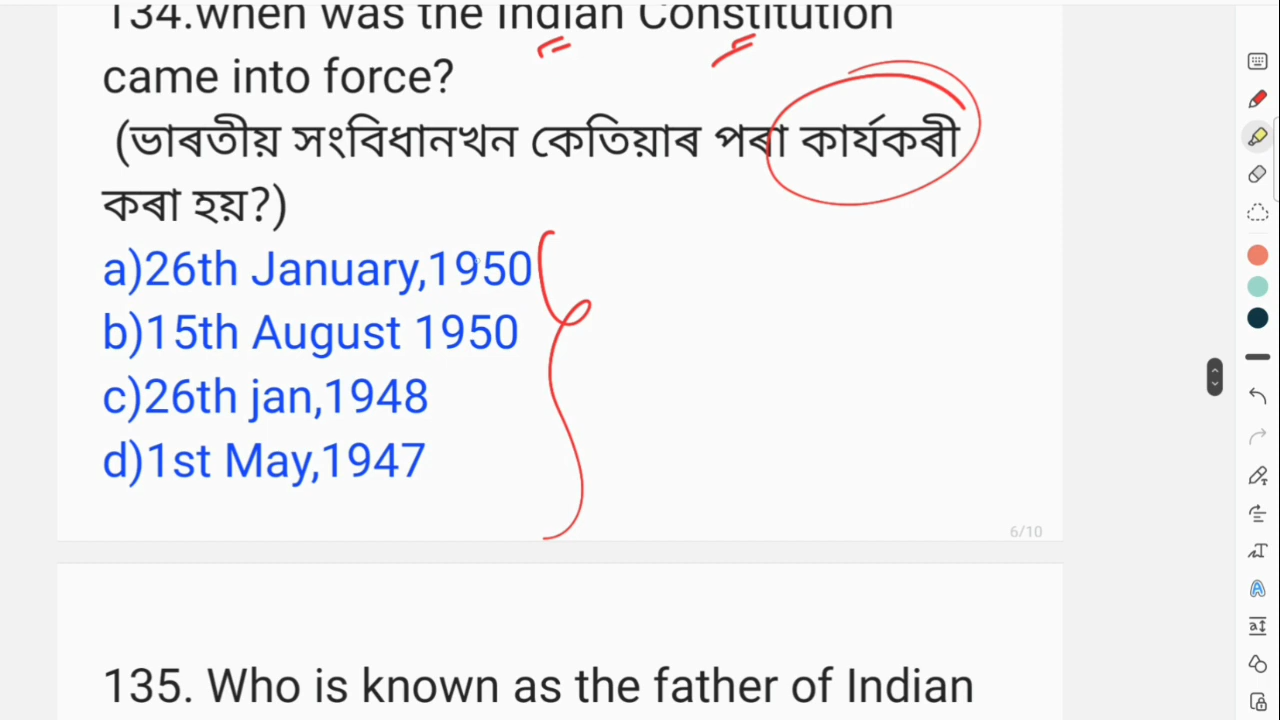 134.when was the Indian Constitution
came into force?
(ভাৰতীয় সংবিধানখন কেতিয়াৰ পৰা কাৰ্যকৰী
কৰা হয়?)
a)26th January,1950
b)15th August 1950
c)26th jan,1948
d)1st May,1947
6/10
135. Who is known as the father of Indian